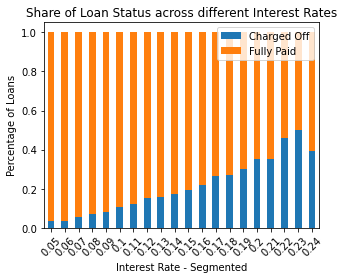 Share of Loan Status across different Interest Rates
Charged Off
Fully Paid
Percentage of Loans
1.0
0.8
0.6
0.4
0.2
0.0
0.05 0.06 0.07 0.08 0.09 0.1 0.11 0.12 0.13 0.14 0.15 0.16 0.17 0.18 0.19 0.2 0.21 0.22 0.23 0.24
Interest Rate - Segmented